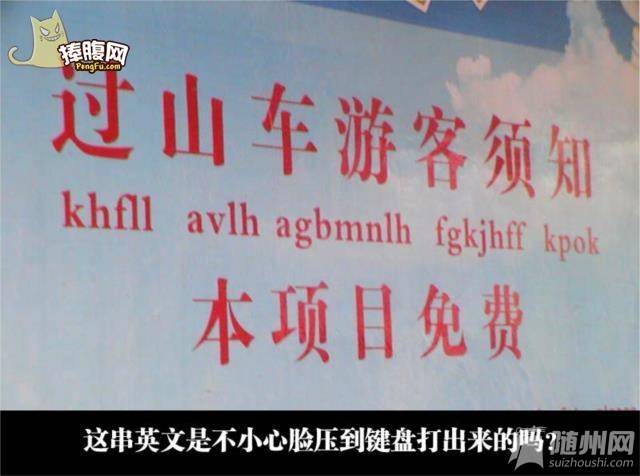 捧腹网
PengFu.com
过山车游客须知
khfll avlh agbmnlh fgkjhff kpok
本项目免费
这串英文是不小心脸压到键盘打出来的吗?
随州网
suizhoushi.com